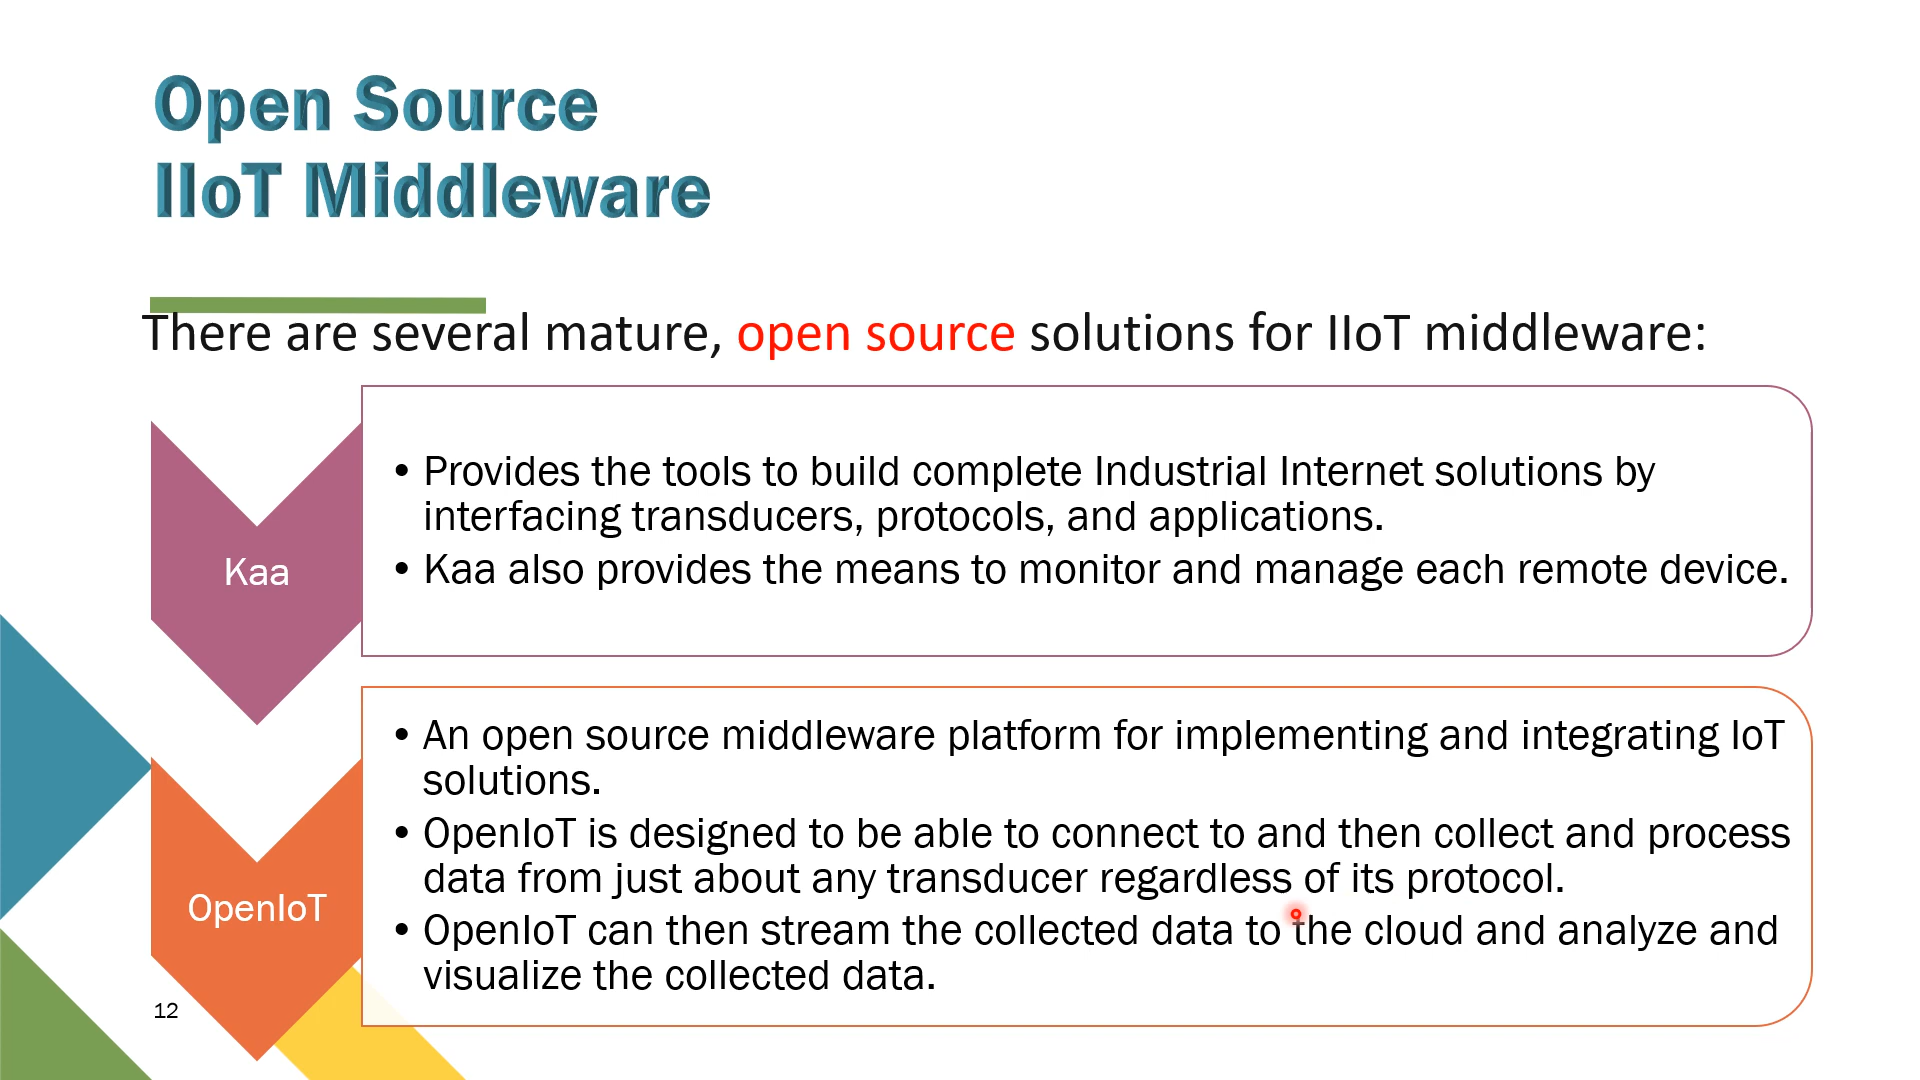 Open Source
IIoT Middleware
There are several mature, open source solutions for IIoT middleware:
Kaa
• Provides the tools to build complete Industrial Internet solutions by
interfacing transducers, protocols, and applications.
• Kaa also provides the means to monitor and manage each remote device.
OpenIoT
• An open source middleware platform for implementing and integrating IoT
solutions.
• OpenIoT is designed to be able to connect to and then collect and process
data from just about any transducer regardless of its protocol.
• OpenIoT can then stream the collected data to the cloud and analyze and
visualize the collected data.
12